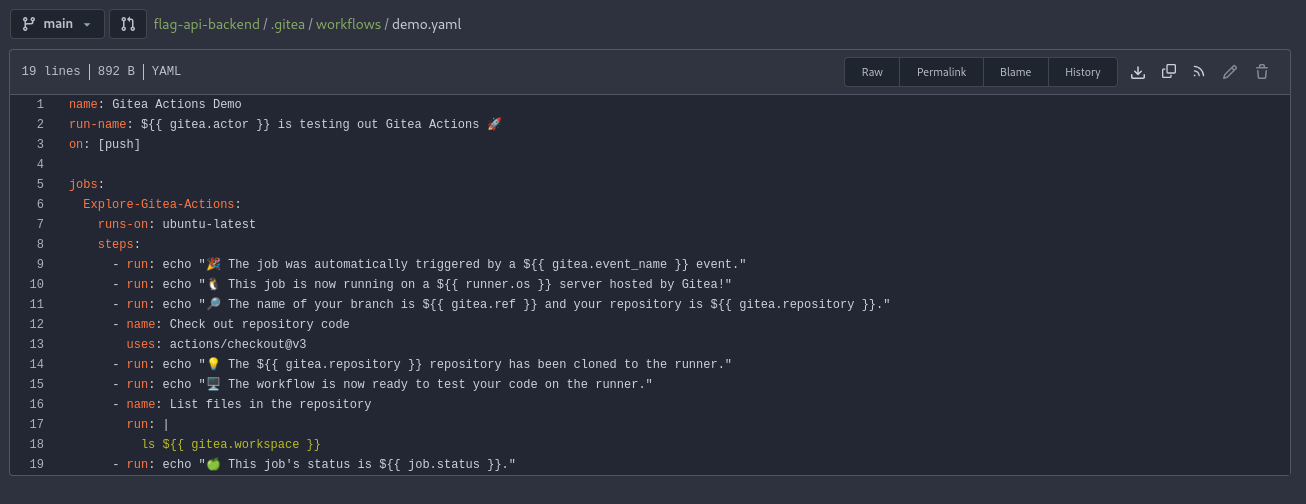 main flag-api-backend / .gitea / workflows / demo.yaml
19 lines 892 B YAML Raw Permalink Blame History
1 name: Gitea Actions Demo
2 run-name: ${{ gitea.actor }} is testing out Gitea Actions 🚀
3 on: [push]
4
5 jobs:
6   Explore-Gitea-Actions:
7     runs-on: ubuntu-latest
8     steps:
9       - run: echo "🎉 The job was automatically triggered by a ${{ gitea.event_name }} event."
10       - run: echo "🐧 This job is now running on a ${{ runner.os }} server hosted by Gitea!"
11       - run: echo "🔎 The name of your branch is ${{ gitea.ref }} and your repository is ${{ gitea.repository }}."
12       - name: Check out repository code
13         uses: actions/checkout@v3
14       - run: echo "💡 The ${{ gitea.repository }} repository has been cloned to the runner."
15       - run: echo "🖥️ The workflow is now ready to test your code on the runner."
16       - name: List files in the repository
17         run: |
18           ls ${{ gitea.workspace }}
19       - run: echo "🍏 This job's status is ${{ job.status }}."